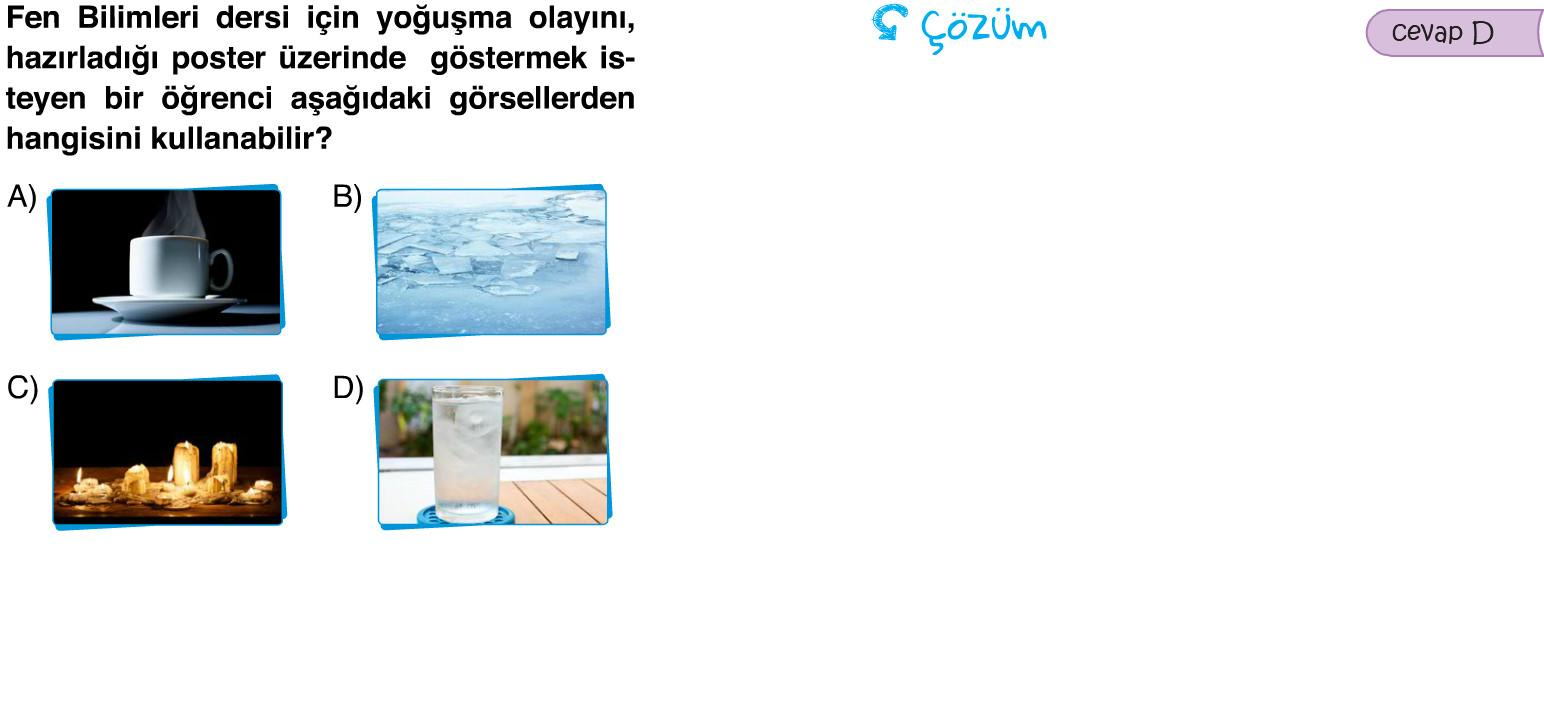 Fen Bilimleri dersi için yoğuşma olayını,
hazırladığı poster üzerinde göstermek is-
teyen bir öğrenci aşağıdaki görsellerden
hangisini kullanabilir?
A)
B)
C)
D)
Çözüm
cevap D